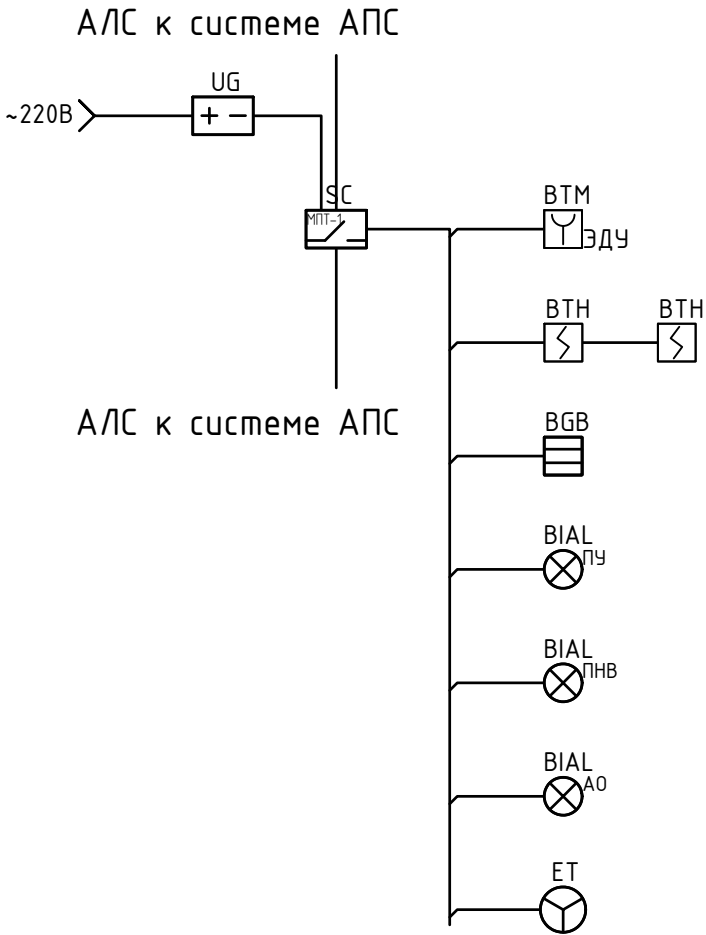 АЛС к системе АПС
UG
~220В
+ −
SC
МПТ-1
BTM
ЭДУ
BTH BTH
АЛС к системе АПС
BGB
BIAL
ПУ
BIAL
ПНВ
BIAL
АО
ET